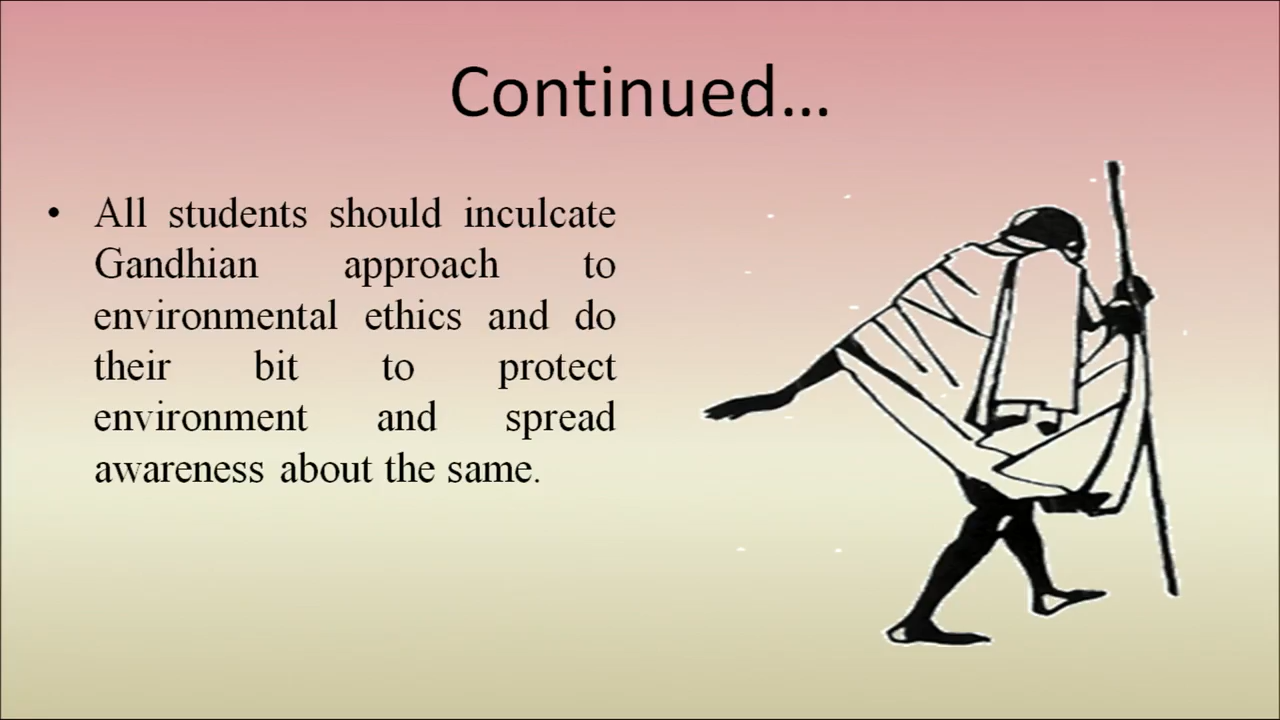 Continued...
• All students should inculcate
Gandhian approach to
environmental ethics and do
their bit to protect
environment and spread
awareness about the same.